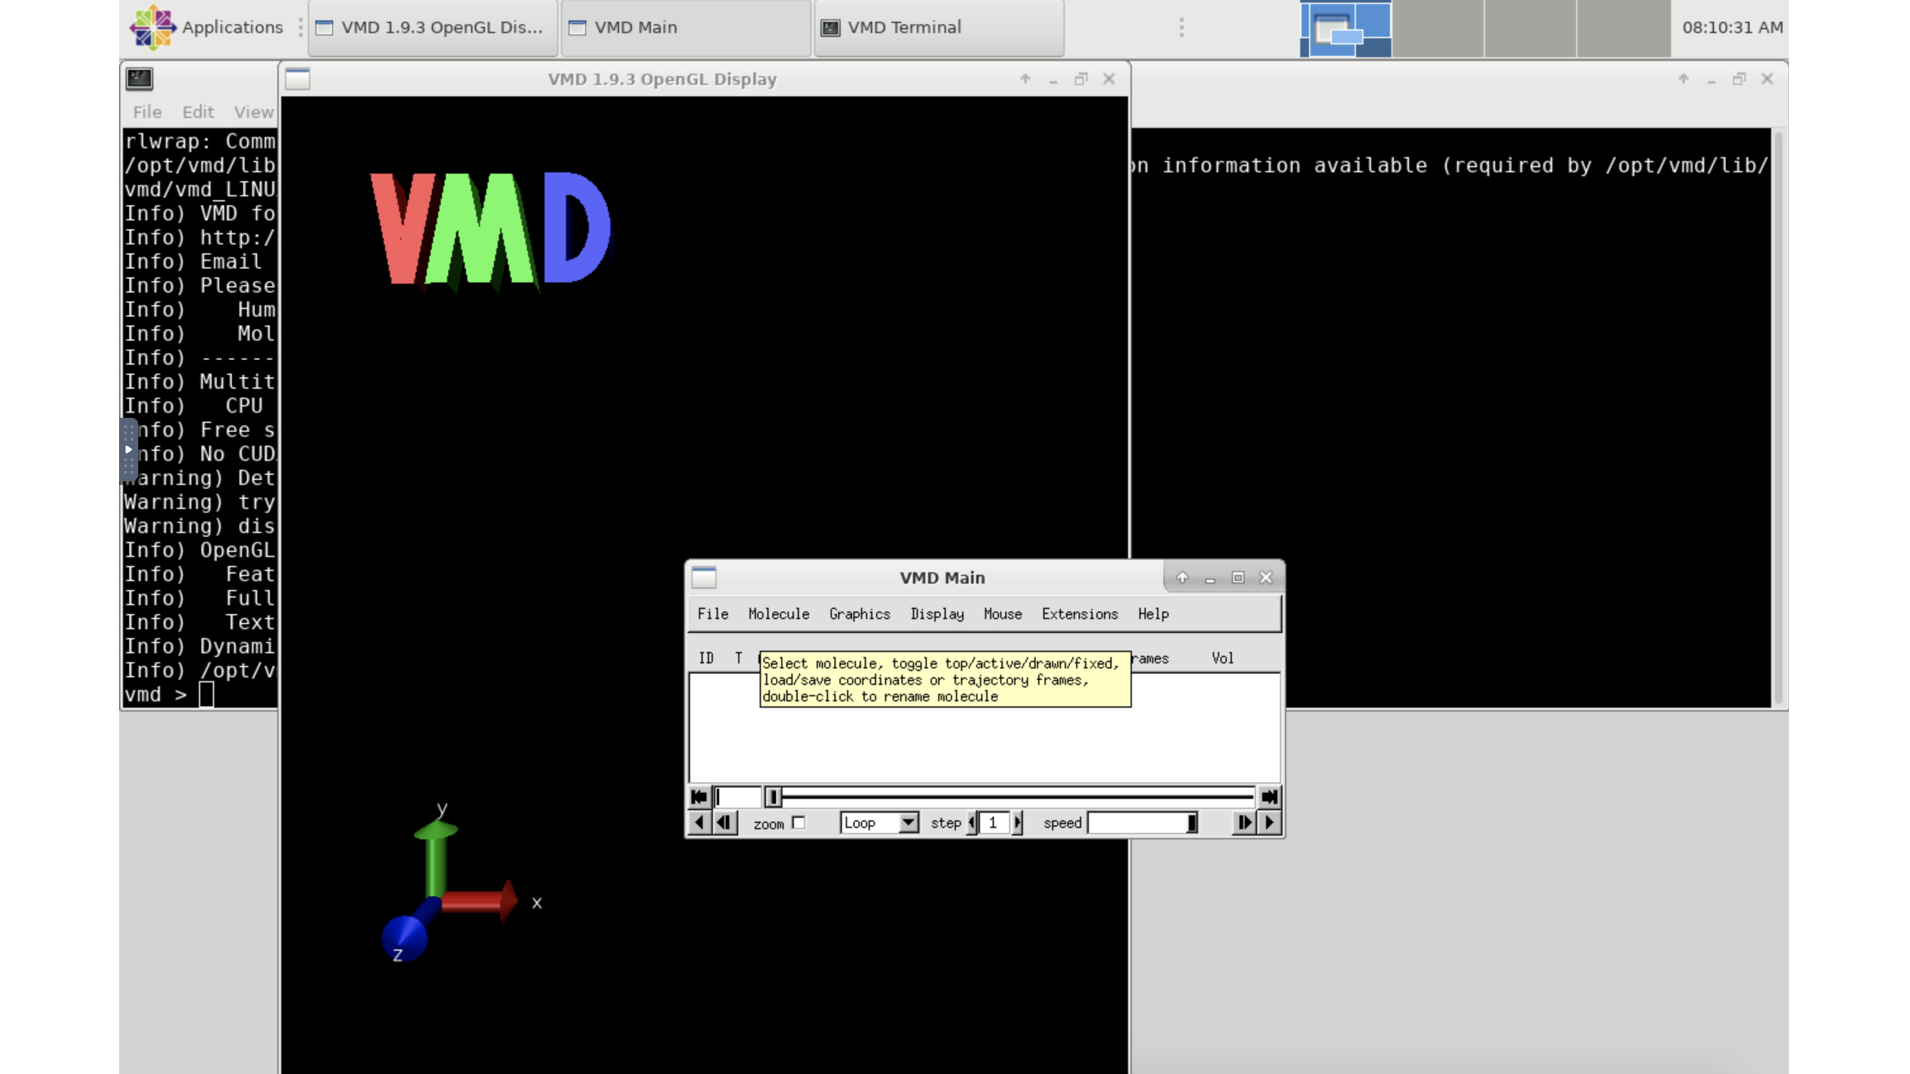 Applications
VMD 1.9.3 OpenGL Dis...
VMD Main
VMD Terminal
08:10:31 AM
VMD 1.9.3 OpenGL Display
File Edit View
rlwrap: Comm
/opt/vmd/lib
on information available (required by /opt/vmd/lib/
vmd/vmd_LINU
Info) VMD fo
Info) http:/
Info) Email
Info) Please
Info) Hum
Info) Mol
Info) ------
Info) Multit
Info) CPU
nfo) Free s
nfo) No CUD
arning) Det
Warning) try
Warning) dis
Info) OpenGL
Info) Feat
Info) Full
Info) Text
Info) Dynami
Info) /opt/v
vmd >
VMD
y
x
z
VMD Main
File Molecule Graphics Display Mouse Extensions Help
ID T
rames Vol
Select molecule, toggle top/active/drawn/fixed,
load/save coordinates or trajectory frames,
double-click to rename molecule
zoom Loop step 1 speed